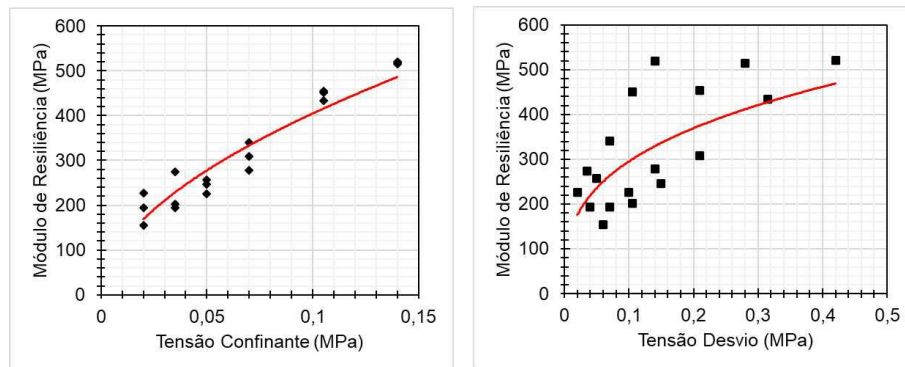 Módulo de Resiliência (MPa)
600
500
400
300
200
100
0
0 0,05 0,1 0,15
Tensão Confinante (MPa)
Módulo de Resiliência (MPa)
600
500
400
300
200
100
0
0 0,1 0,2 0,3 0,4 0,5
Tensão Desvio (MPa)